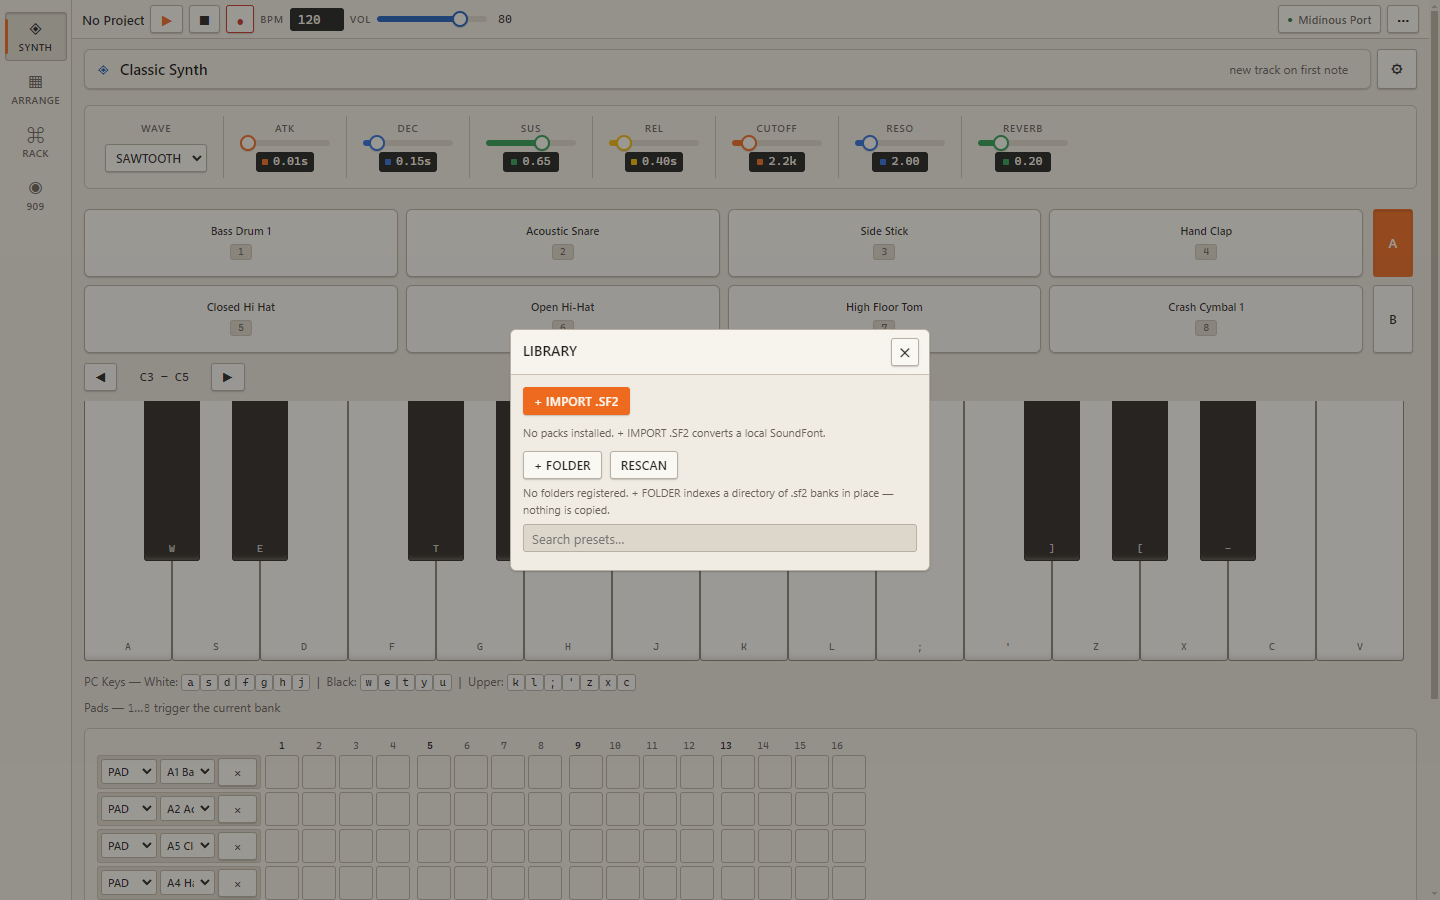 No Project
BPM 120 VOL 80
Midinous Port
...
SYNTH
ARRANGE
RACK
909
Classic Synth
new track on first note
WAVE ATK DEC SUS REL CUTOFF RESO REVERB
SAWTOOTH 0.01s 0.15s 0.65 0.40s 2.2k 2.00 0.20
Bass Drum 1 Acoustic Snare Side Stick Hand Clap
1 2 3 4
A
Closed Hi Hat Open Hi-Hat High Floor Tom Crash Cymbal 1
5 6 7 8
B
C3 – C5
LIBRARY
+ IMPORT .SF2
No packs installed. + IMPORT .SF2 converts a local SoundFont.
+ FOLDER RESCAN
No folders registered. + FOLDER indexes a directory of .sf2 banks in place —
nothing is copied.
Search presets...
W E T ] [ –
A S D F G H J K L ; ' Z X C V
PC Keys — White: a s d f g h j | Black: w e t y u | Upper: k l ; ' z x c
Pads — 1…8 trigger the current bank
1 2 3 4 5 6 7 8 9 10 11 12 13 14 15 16
PAD A1 Ba ×
PAD A2 Ac ×
PAD A5 Cl ×
PAD A4 Ha ×